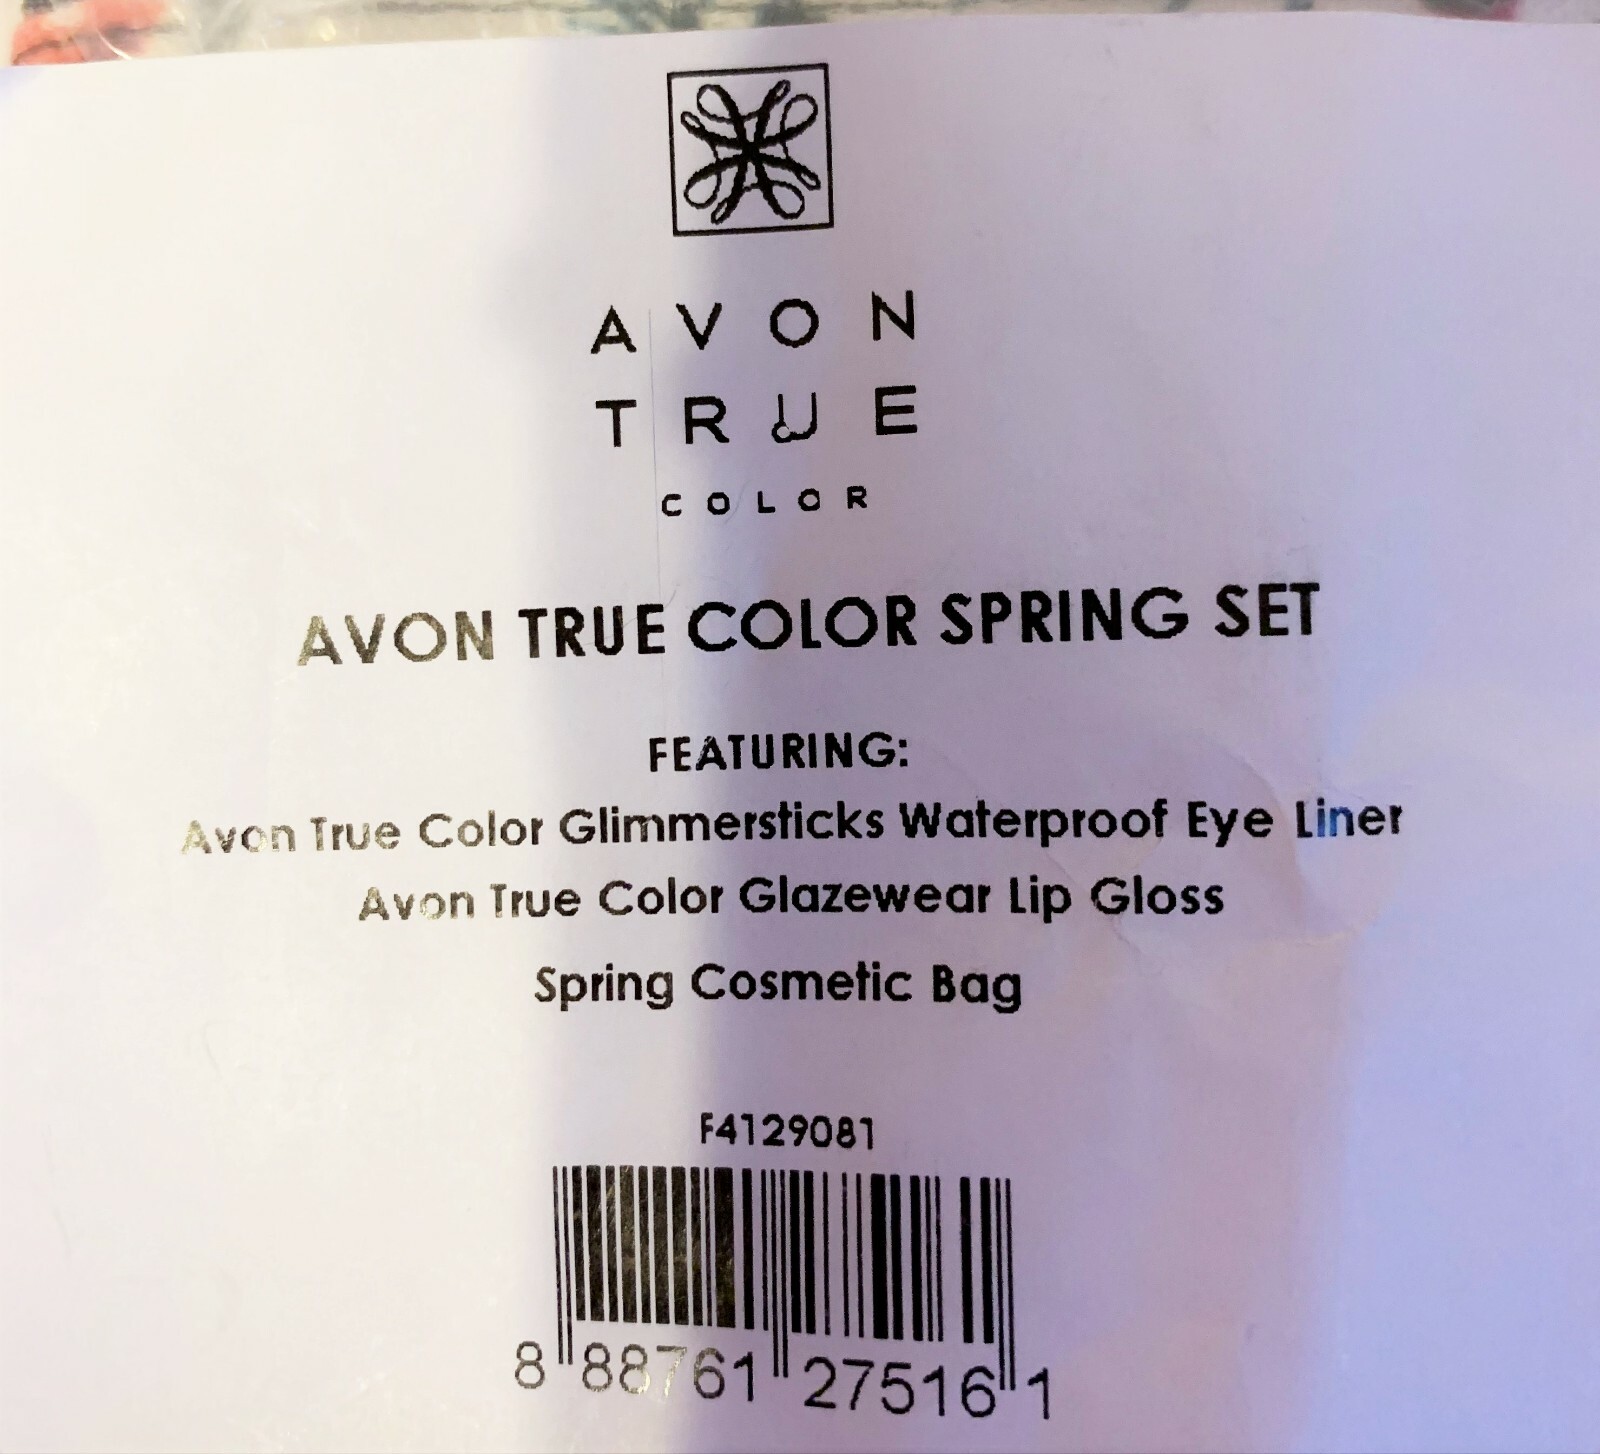 AVON
TRUE
COLOR
AVON TRUE COLOR SPRING SET
FEATURING:
Avon True Color Glimmersticks Waterproof Eye Liner
Avon True Color Glazewear Lip Gloss
Spring Cosmetic Bag
F4129081
8 88761 27516 1